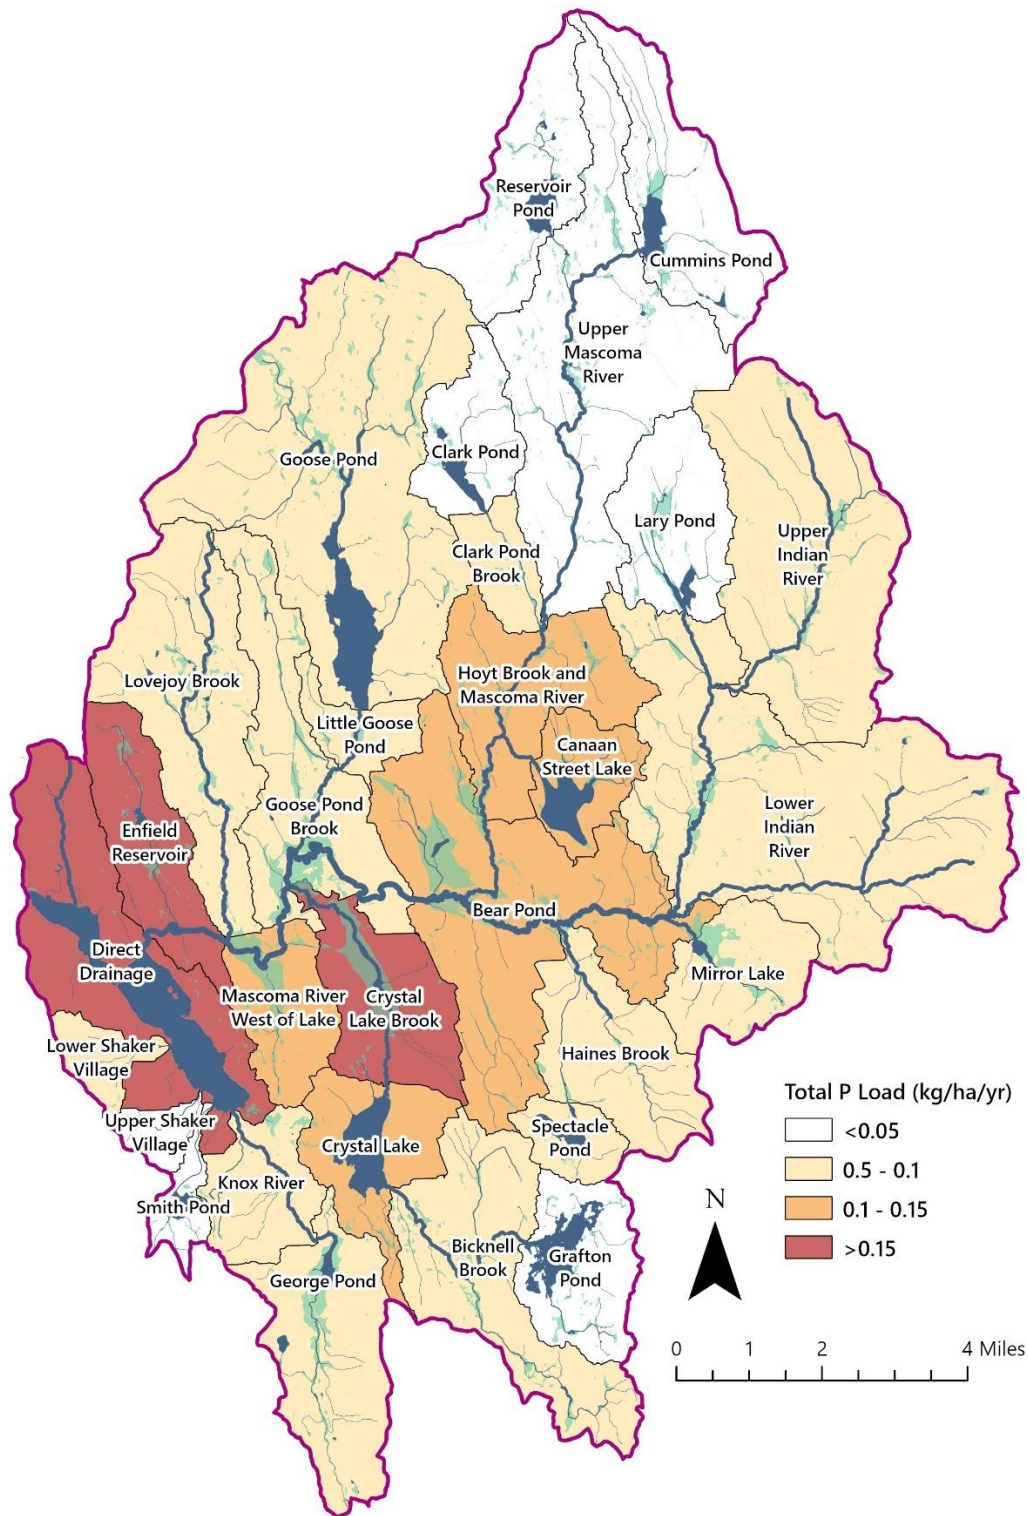 Reservoir
Pond
Cummins Pond
Upper
Mascoma
River
Clark Pond
Goose Pond
Lary Pond
Upper
Indian
River
Clark Pond
Brook
Lovejoy Brook
Hoyt Brook and
Mascoma River
Little Goose
Pond
Canaan
Street Lake
Goose Pond
Brook
Lower
Indian
River
Enfield
Reservoir
Bear Pond
Direct
Drainage
Mirror Lake
Mascoma River
West of Lake
Crystal
Lake Brook
Lower Shaker
Village
Haines Brook
Upper Shaker
Village
Crystal Lake
Spectacle
Pond
Knox River
Smith Pond
Bicknell
Brook
Grafton
Pond
George Pond
Total P Load (kg/ha/yr)
<0.05
0.5 - 0.1
0.1 - 0.15
>0.15
N
0 1 2 4 Miles